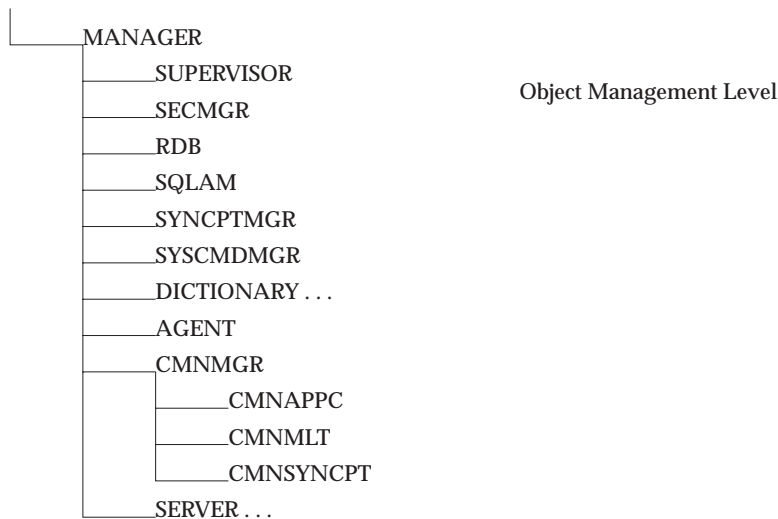 MANAGER
SUPERVISOR
Object Management Level
SECMGR
RDB
SQLAM
SYNCPTMGR
SYSCMDMGR
DICTIONARY . . .
AGENT
CMNMGR
CMNAPPC
CMNMLT
CMNSYNCPT
SERVER . . .